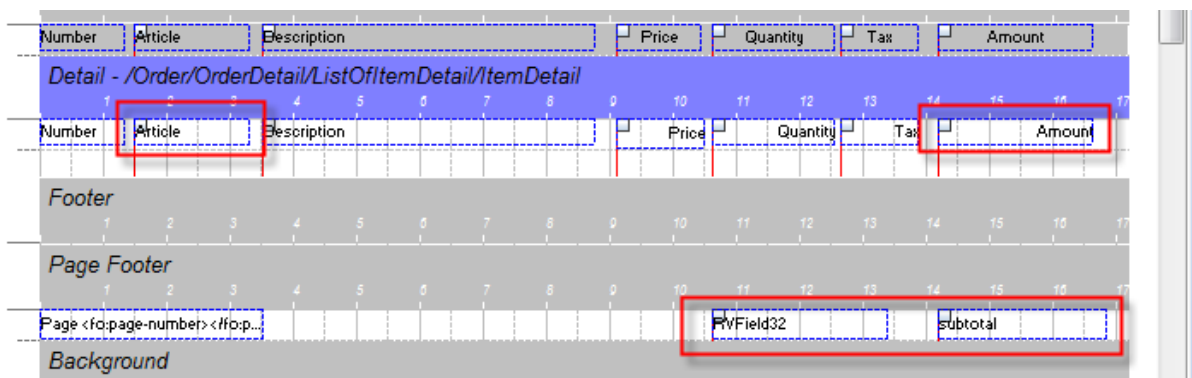 Number Article Description Price Quantity Tax Amount
Detail - /Order/OrderDetail/ListOfItemDetail/ItemDetail
1 2 3 4 5 6 7 8 9 10 11 12 13 14 15 16 17
Number Article Description Price Quantity Tax Amount
Footer
1 2 3 4 5 6 7 8 9 10 11 12 13 14 15 16 17
Page Footer
1 2 3 4 5 6 7 8 9 10 11 12 13 14 15 16 17
Page <fo:page-number></fo:p... RVField32 subtotal
Background